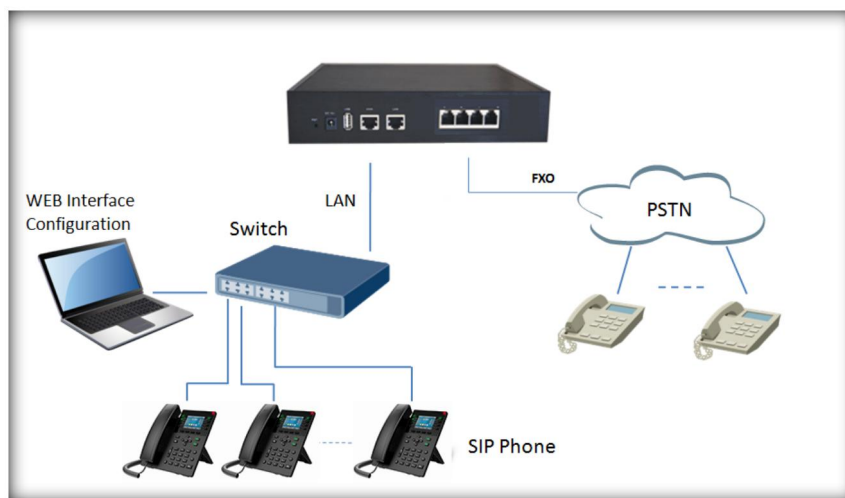 FXO
WEB Interface
Configuration
LAN
PSTN
Switch
SIP Phone